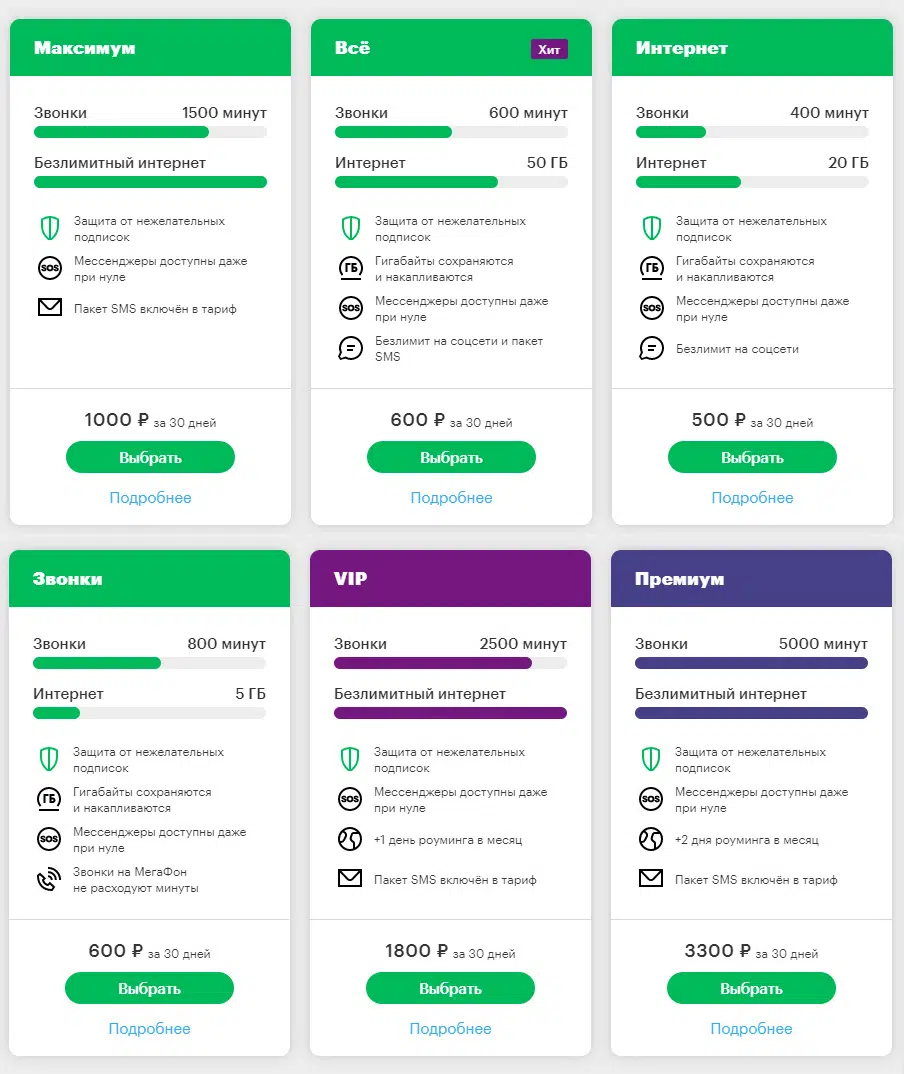 Максимум
Звонки 1500 минут
Безлимитный интернет
Защита от нежелательных
подписок
SOS
Мессенджеры доступны даже
при нуле
Пакет SMS включён в тариф
1000 ₽ за 30 дней
Выбрать
Подробнее
Всё Хит
Звонки 600 минут
Интернет 50 ГБ
Защита от нежелательных
подписок
ГБ
Гигабайты сохраняются
и накапливаются
SOS
Мессенджеры доступны даже
при нуле
Безлимит на соцсети и пакет
SMS
600 ₽ за 30 дней
Выбрать
Подробнее
Интернет
Звонки 400 минут
Интернет 20 ГБ
Защита от нежелательных
подписок
ГБ
Гигабайты сохраняются
и накапливаются
SOS
Мессенджеры доступны даже
при нуле
Безлимит на соцсети
500 ₽ за 30 дней
Выбрать
Подробнее
Звонки
Звонки 800 минут
Интернет 5 ГБ
Защита от нежелательных
подписок
ГБ
Гигабайты сохраняются
и накапливаются
SOS
Мессенджеры доступны даже
при нуле
Звонки на МегаФон
не расходуют минуты
600 ₽ за 30 дней
Выбрать
Подробнее
VIP
Звонки 2500 минут
Безлимитный интернет
Защита от нежелательных
подписок
SOS
Мессенджеры доступны даже
при нуле
+1 день роуминга в месяц
Пакет SMS включён в тариф
1800 ₽ за 30 дней
Выбрать
Подробнее
Премиум
Звонки 5000 минут
Безлимитный интернет
Защита от нежелательных
подписок
SOS
Мессенджеры доступны даже
при нуле
+2 дня роуминга в месяц
Пакет SMS включён в тариф
3300 ₽ за 30 дней
Выбрать
Подробнее